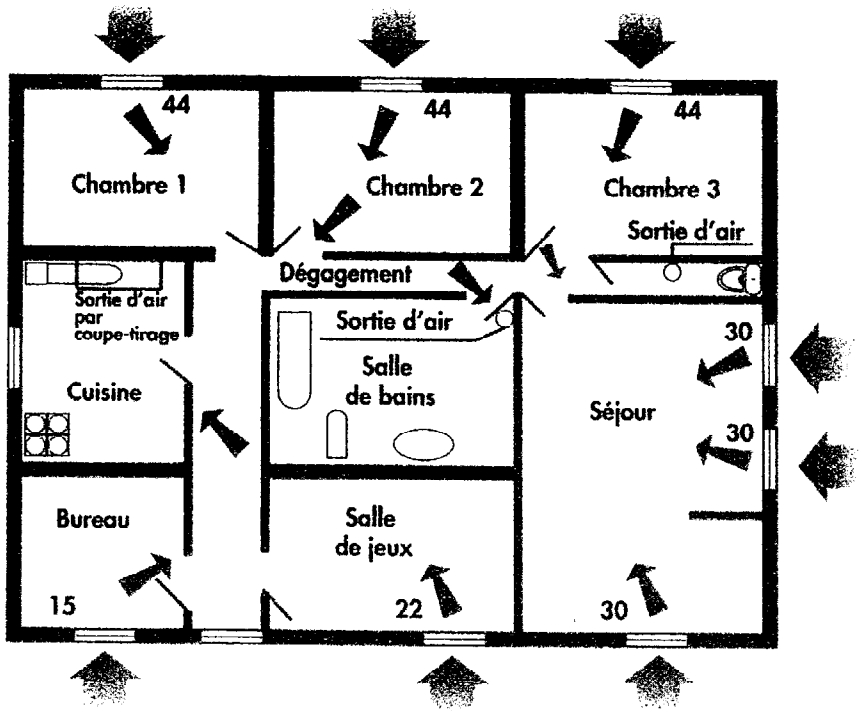 44
44
44
Chambre 1
Chambre 2
Chambre 3
Sortie d'air
Dégagement
Sortie d'air
par
coupe-tirage
Sortie d'air
30
Salle
de bains
Cuisine
Séjour
30
Bureau
Salle
de jeux
15
22
30